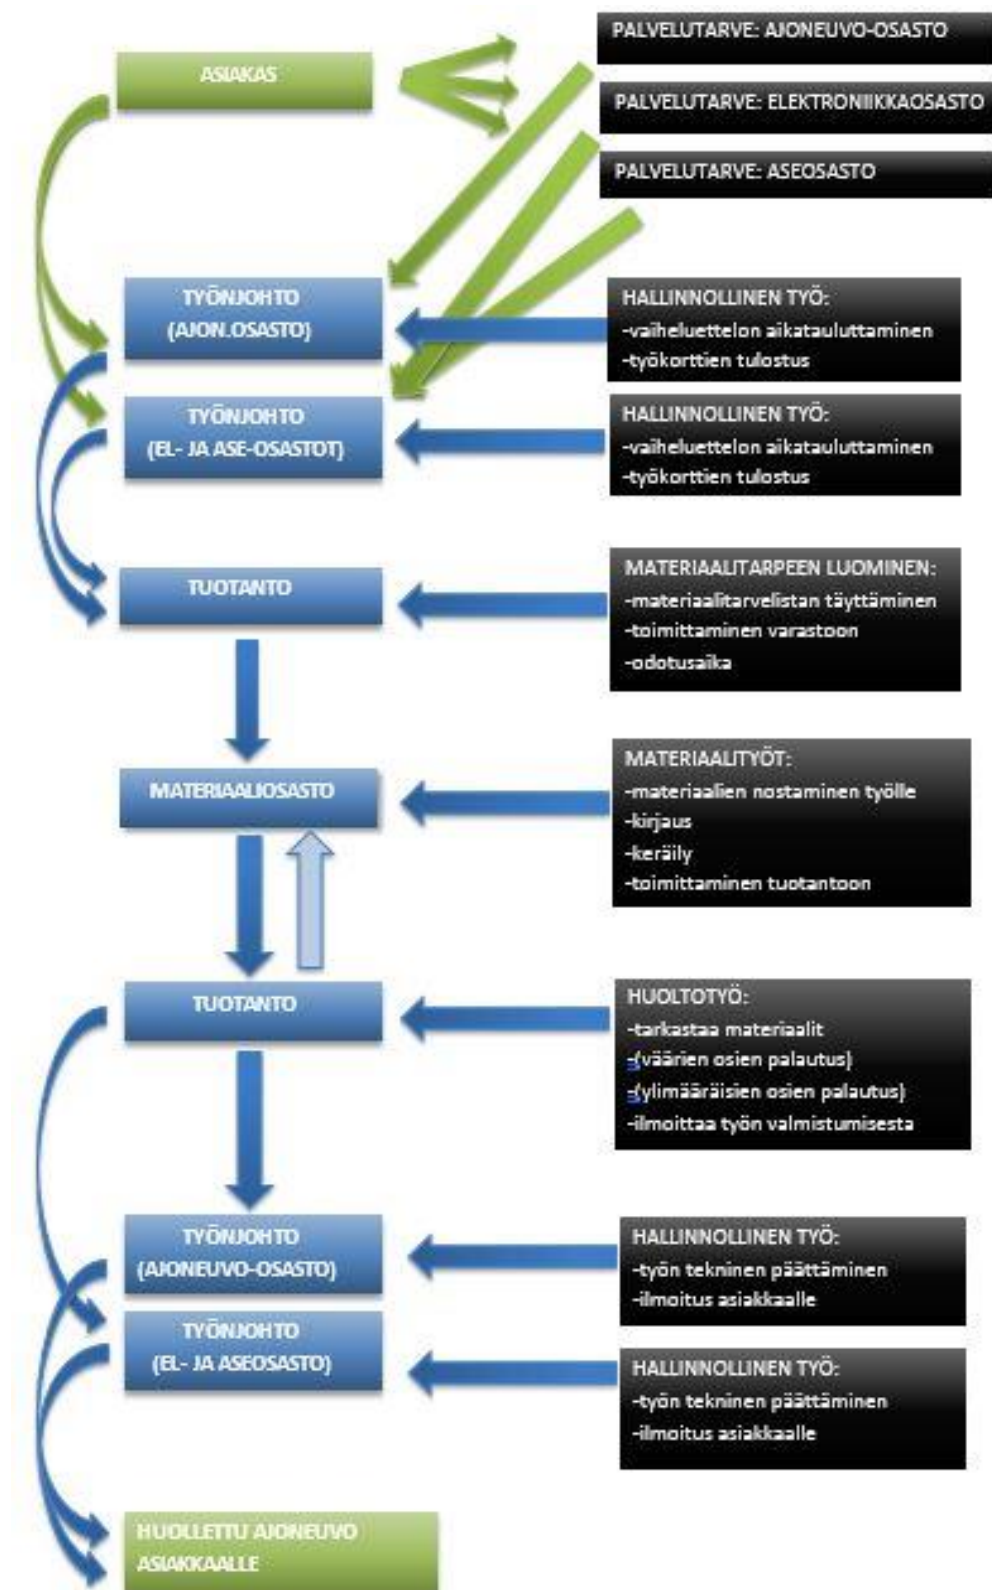 PALVELUTARVE: AJONEUVO-OSASTO
ASIAKAS
PALVELUTARVE: ELEKTRONIIKKAOSASTO
PALVELUTARVE: ASEOSASTO
TYÖNJOHTO
(AJON.OSASTO)
HALLINNOLLINEN TYÖ:
-vaiheluettelon aikatauluttaminen
-työkorttien tulostus
TYÖNJOHTO
(EL- JA ASE-OSASTOT)
HALLINNOLLINEN TYÖ:
-vaiheluettelon aikatauluttaminen
-työkorttien tulostus
TUOTANTO
MATERIAALITARPEEN LUOMINEN:
-materiaalitarvelistan täyttäminen
-toimittaminen varastoon
-odotusaika
MATERIAALIOSASTO
MATERIAALITYÖT:
-materiaalien nostaminen työlle
-kirjaus
-keräily
-toimittaminen tuotantoon
TUOTANTO
HUOLTOTYÖ:
-tarkastaa materiaalit
-(väärien osien palautus)
-(ylimääräisien osien palautus)
-ilmoittaa työn valmistumisesta
TYÖNJOHTO
(AJONEUVO-OSASTO)
HALLINNOLLINEN TYÖ:
-työn tekninen päättäminen
-ilmoitus asiakkaalle
TYÖNJOHTO
(EL- JA ASEOSASTO)
HALLINNOLLINEN TYÖ:
-työn tekninen päättäminen
-ilmoitus asiakkaalle
HUOLLETTU AJONEUVO
ASIAKKAALLE